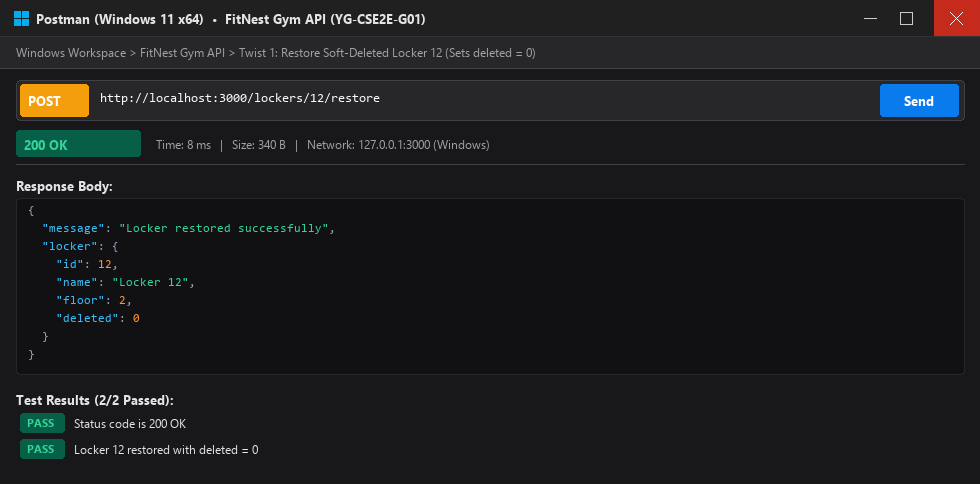 Postman (Windows 11 x64)  •  FitNest Gym API (YG-CSE2E-G01)
Windows Workspace > FitNest Gym API > Twist 1: Restore Soft-Deleted Locker 12 (Sets deleted = 0)
POST http://localhost:3000/lockers/12/restore Send
200 OK Time: 8 ms | Size: 340 B | Network: 127.0.0.1:3000 (Windows)
Response Body:
{
  "message": "Locker restored successfully",
  "locker": {
    "id": 12,
    "name": "Locker 12",
    "floor": 2,
    "deleted": 0
  }
}
Test Results (2/2 Passed):
PASS Status code is 200 OK
PASS Locker 12 restored with deleted = 0